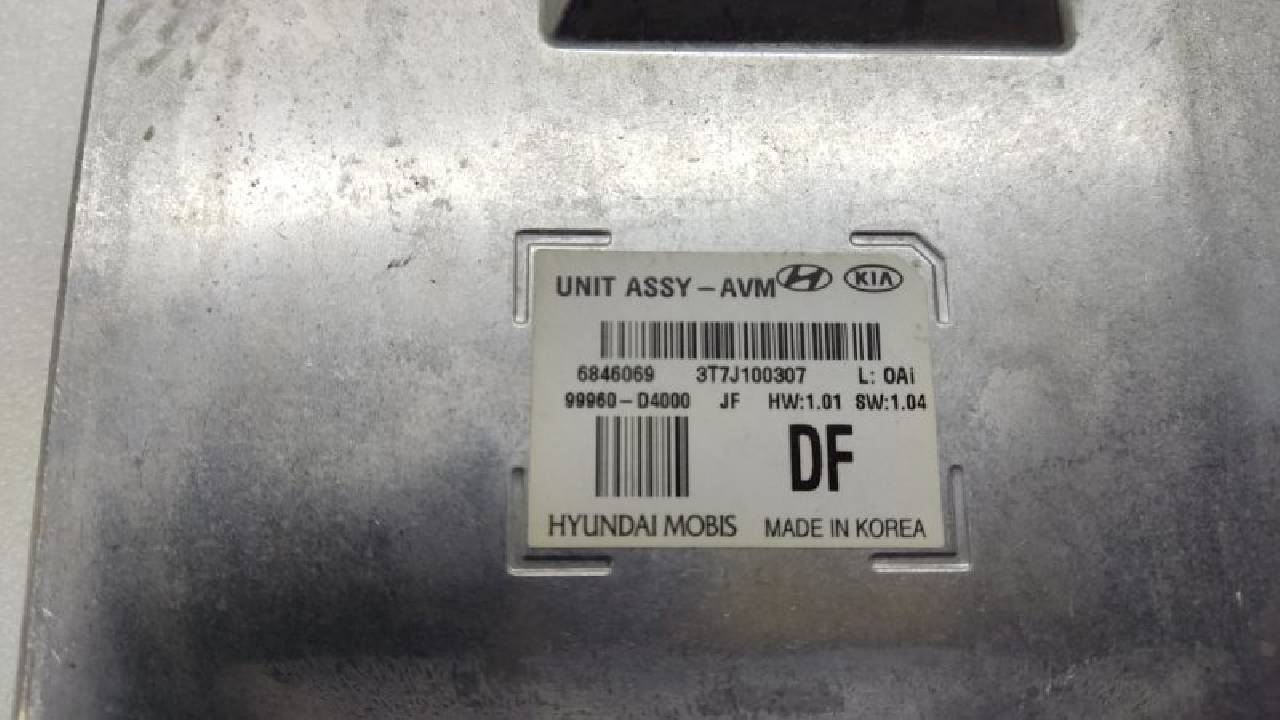 UNIT ASSY - AVM H KIA
6846069 3T7J100307 L: OAi
99960-D4000 JF HW:1.01 SW:1.04
DF
HYUNDAI MOBIS MADE IN KOREA